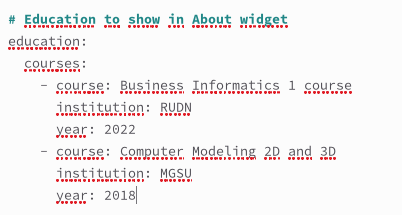 # Education to show in About widget
education:
  courses:
    - course: Business Informatics 1 course
      institution: RUDN
      year: 2022
    - course: Computer Modeling 2D and 3D
      institution: MGSU
      year: 2018